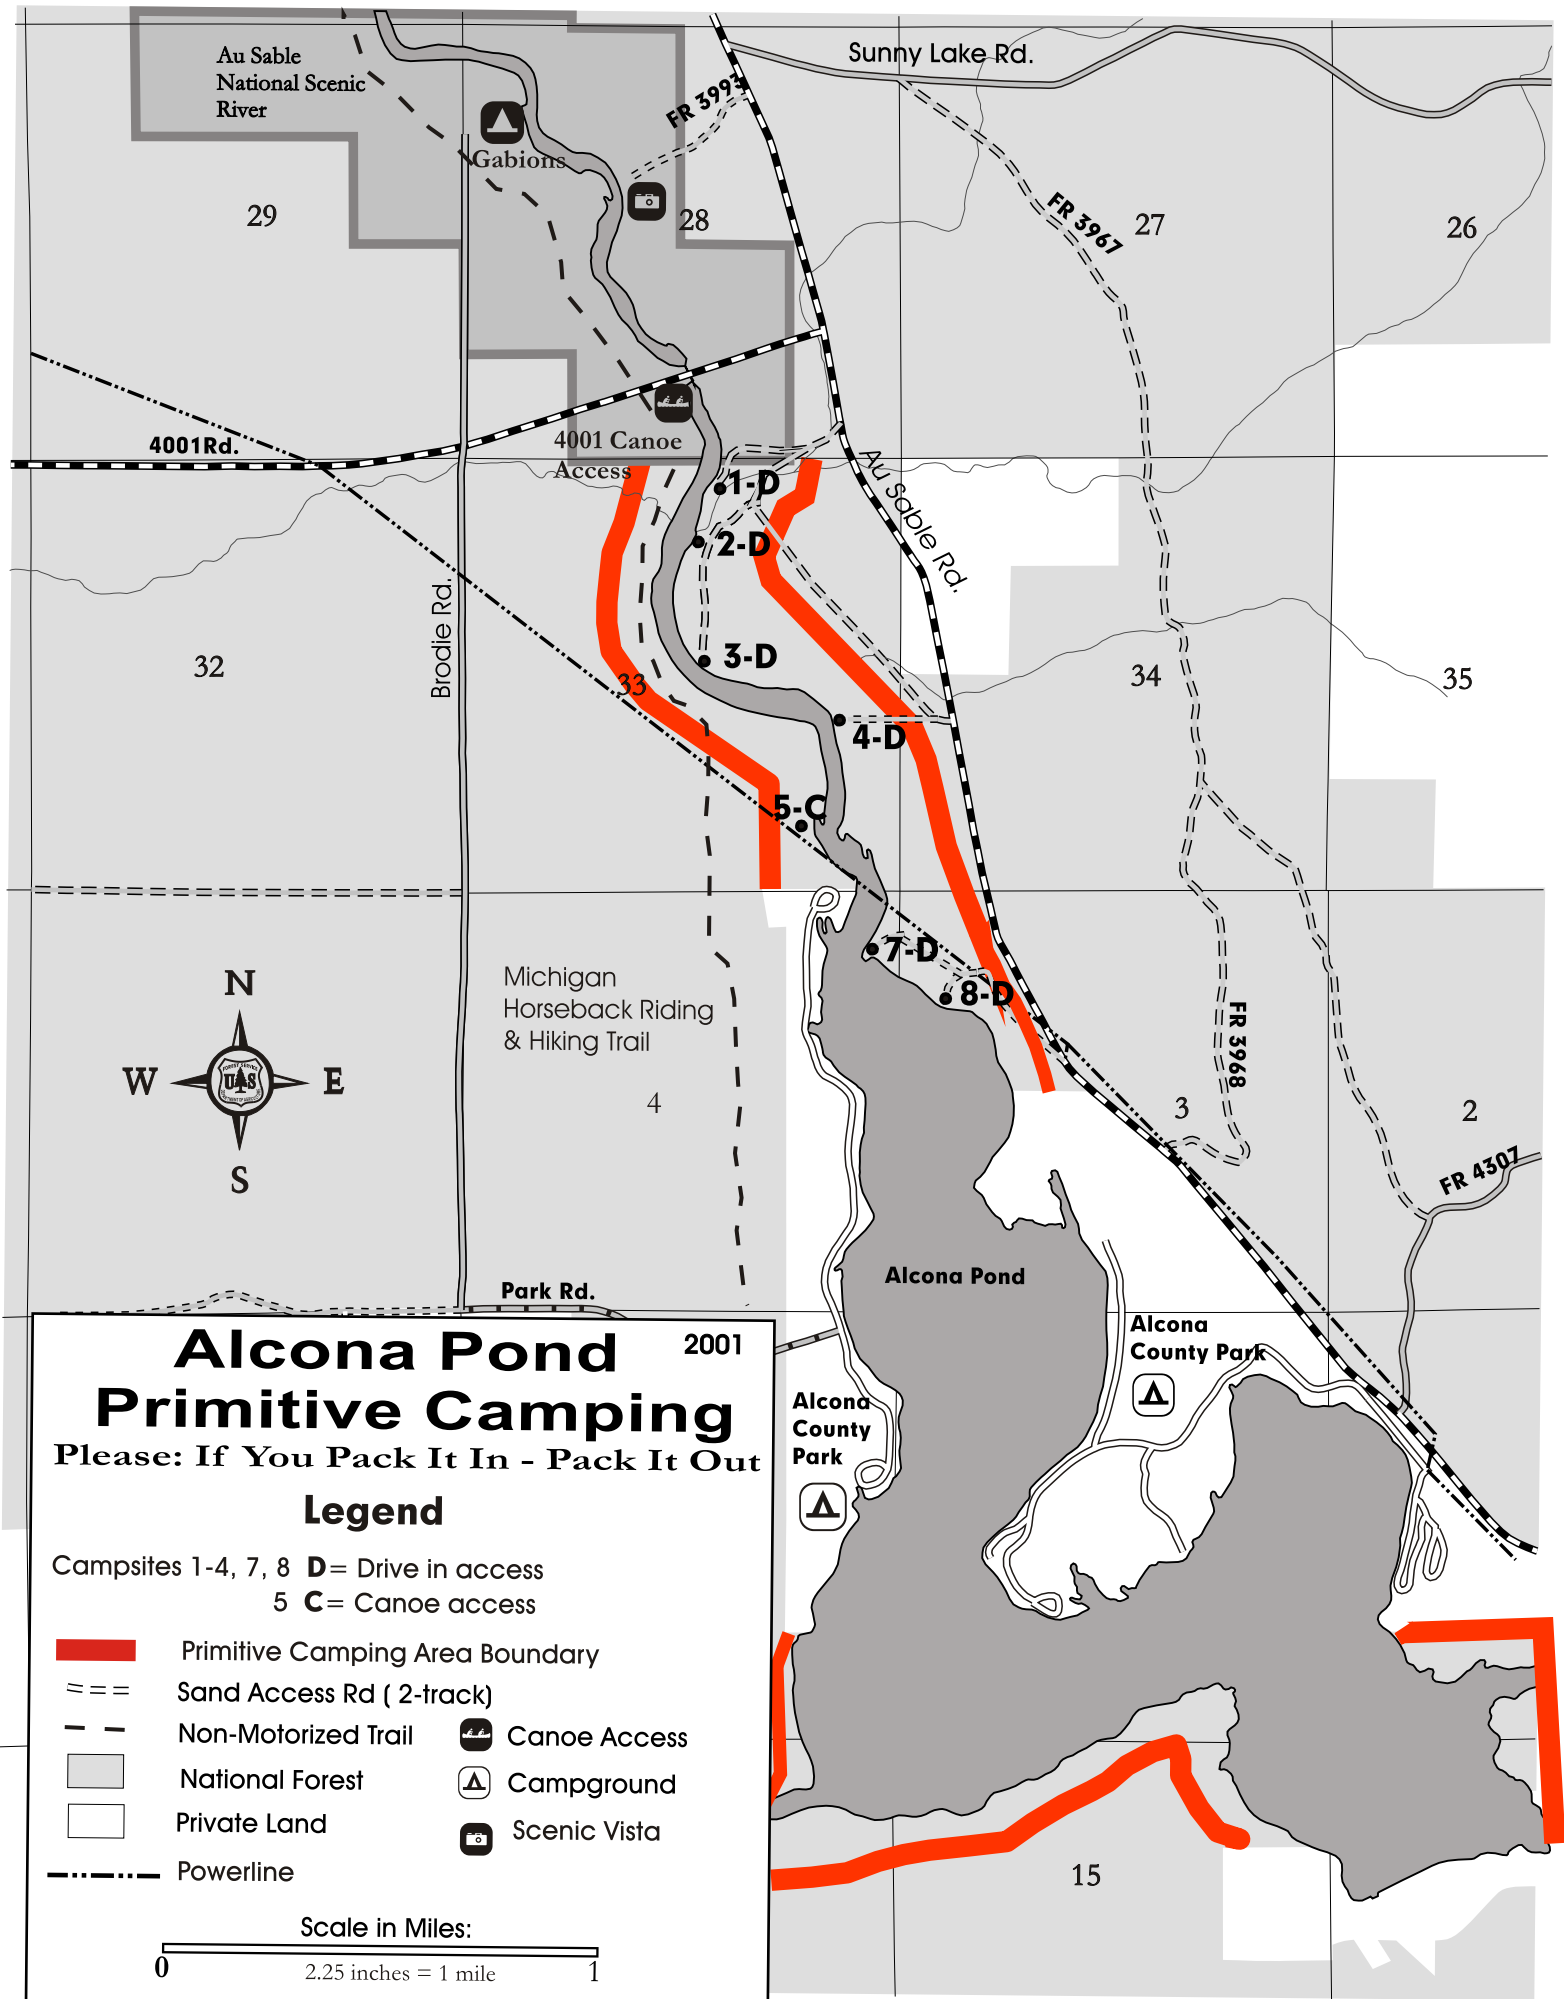 Au Sable
National Scenic
River
Sunny Lake Rd.
FR 3993
Gabions
29
28
FR 3967
27
26
4001Rd.
4001 Canoe
Access
1-D
Au Sable Rd.
2-D
Brodie Rd.
3-D
32
33
34
35
4-D
5-C
7-D
8-D
Michigan
Horseback Riding
& Hiking Trail
N
W
E
S
FOREST SERVICE
US
DEPARTMENT OF AGRICULTURE
4
FR 3968
3
2
FR 4307
Alcona Pond
Park Rd.
Alcona
County Park
Alcona
County
Park
15
Alcona Pond
2001
Primitive Camping
Please: If You Pack It In - Pack It Out
Legend
Campsites 1-4, 7, 8 D= Drive in access
5 C= Canoe access
Primitive Camping Area Boundary
Sand Access Rd ( 2-track)
Non-Motorized Trail
Canoe Access
National Forest
Campground
Private Land
Scenic Vista
Powerline
Scale in Miles:
0
2.25 inches = 1 mile
1